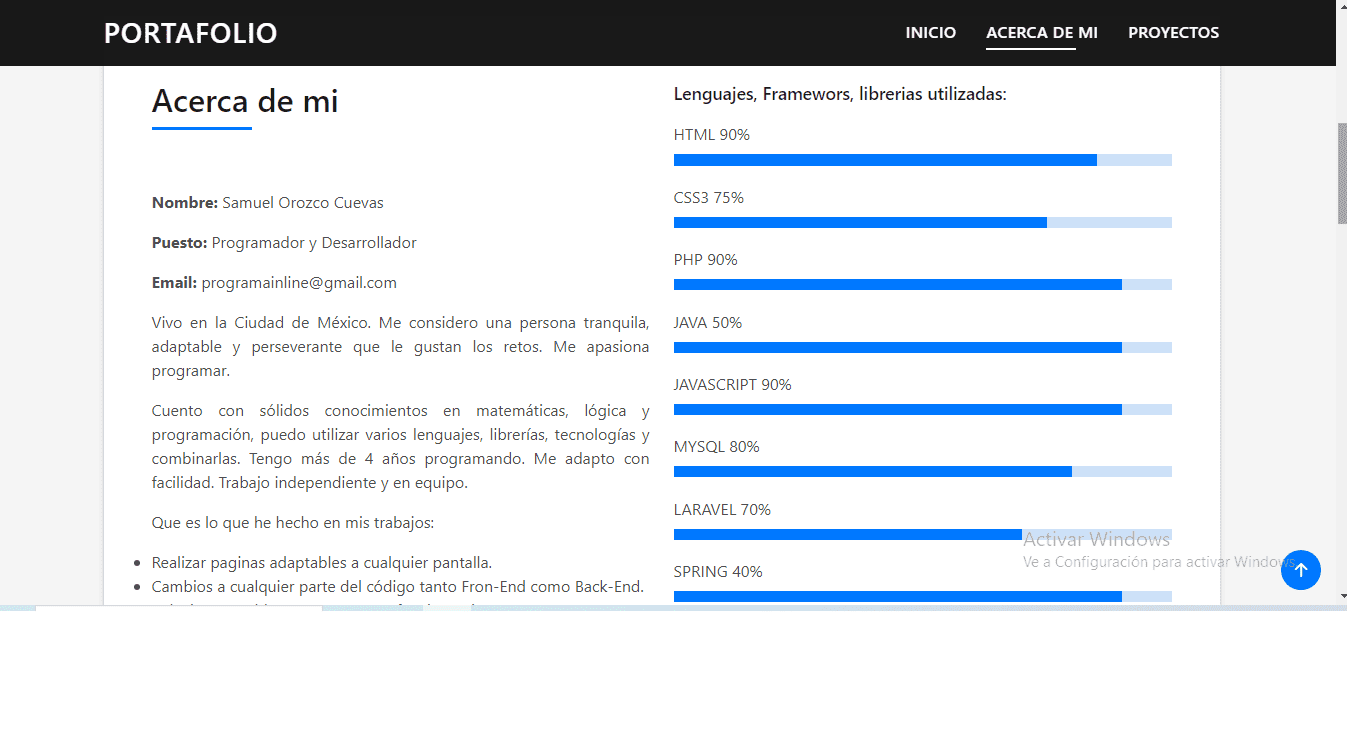 PORTAFOLIO
INICIO
ACERCA DE MI
PROYECTOS
Acerca de mi
Nombre: Samuel Orozco Cuevas
Puesto: Programador y Desarrollador
Email: programainline@gmail.com
Vivo en la Ciudad de México. Me considero una persona tranquila,
adaptable y perseverante que le gustan los retos. Me apasiona
programar.
Cuento con sólidos conocimientos en matemáticas, lógica y
programación, puedo utilizar varios lenguajes, librerías, tecnologías y
combinarlas. Tengo más de 4 años programando. Me adapto con
facilidad. Trabajo independiente y en equipo.
Que es lo que he hecho en mis trabajos:
Realizar paginas adaptables a cualquier pantalla.
Cambios a cualquier parte del código tanto Fron-End como Back-End.
Lenguajes, Framewors, librerias utilizadas:
HTML 90%
CSS3 75%
PHP 90%
JAVA 50%
JAVASCRIPT 90%
MYSQL 80%
LARAVEL 70%
SPRING 40%
Activar Windows
Ve a Configuración para activar Windows.